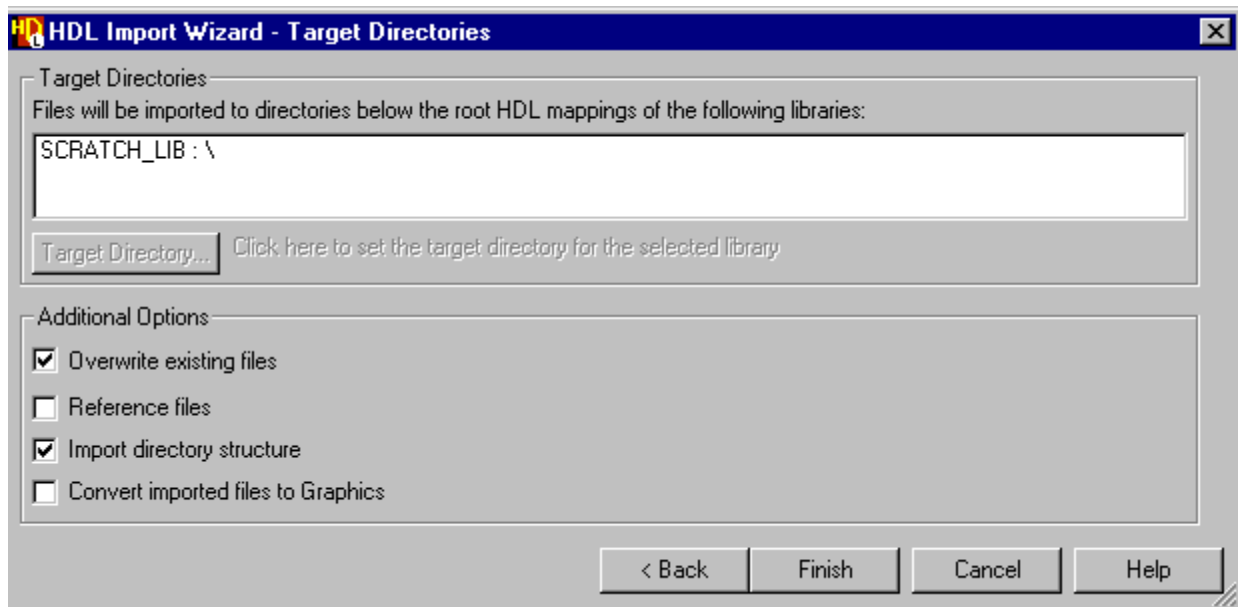 HDL Import Wizard - Target Directories
Target Directories
Files will be imported to directories below the root HDL mappings of the following libraries:
SCRATCH_LIB : \
Target Directory... Click here to set the target directory for the selected library
Additional Options
Overwrite existing files
Reference files
Import directory structure
Convert imported files to Graphics
< Back Finish Cancel Help